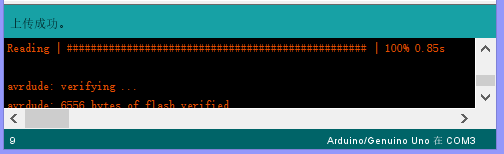 上传成功。
Reading | ################################################## | 100% 0.85s
avrdude: verifying ...
avrdude: 6556 bytes of flash verified
9
Arduino/Genuino Uno 在 COM3